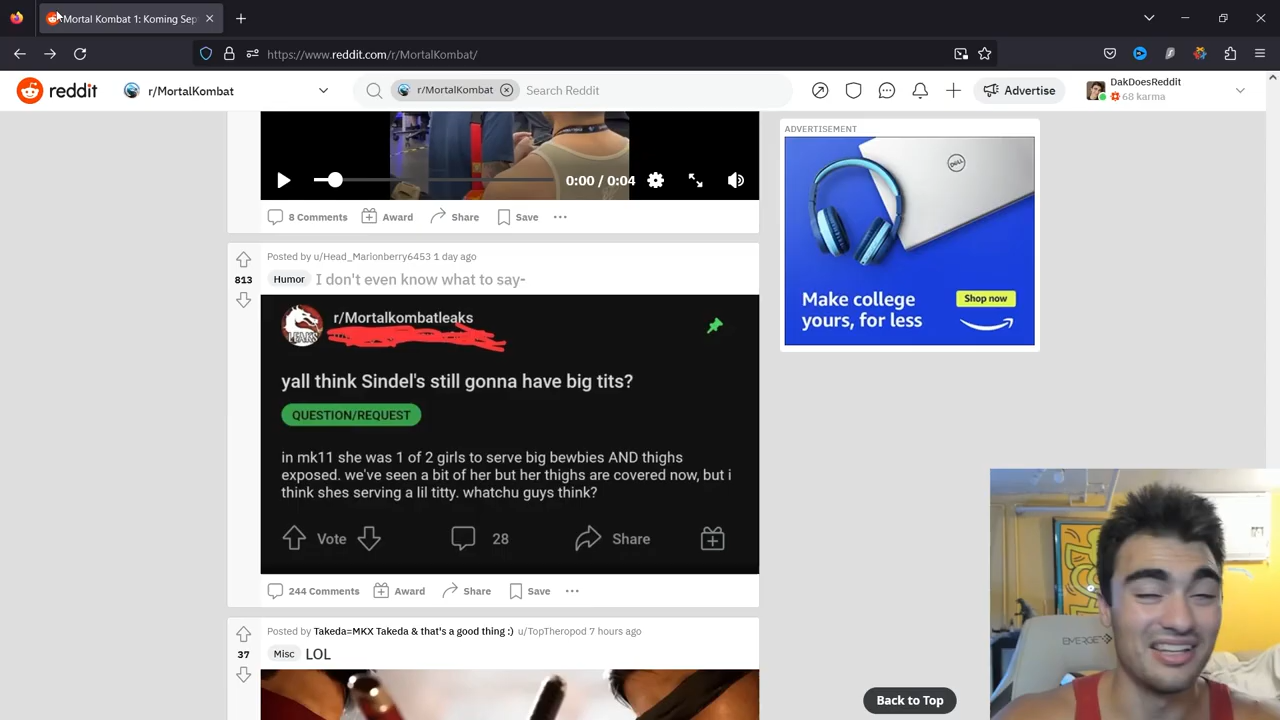 Mortal Kombat 1: Koming Sep
https://www.reddit.com/r/MortalKombat/
reddit
r/MortalKombat
r/MortalKombat
Search Reddit
Advertise
DakDoesReddit
68 karma
0:00 / 0:04
8 Comments
Award
Share
Save
ADVERTISEMENT
DELL
Make college
yours, for less
Shop now
813
Posted by u/Head_Marionberry6453 1 day ago
Humor
I don't even know what to say-
LEAKS
r/Mortalkombatleaks
yall think Sindel's still gonna have big tits?
QUESTION/REQUEST
in mk11 she was 1 of 2 girls to serve big bewbies AND thighs
exposed. we've seen a bit of her but her thighs are covered now, but i
think shes serving a lil titty. whatchu guys think?
Vote
28
Share
244 Comments
Award
Share
Save
37
Posted by Takeda=MKX Takeda & that's a good thing :) u/TopTheropod 7 hours ago
Misc
LOL
Back to Top
EMERGE